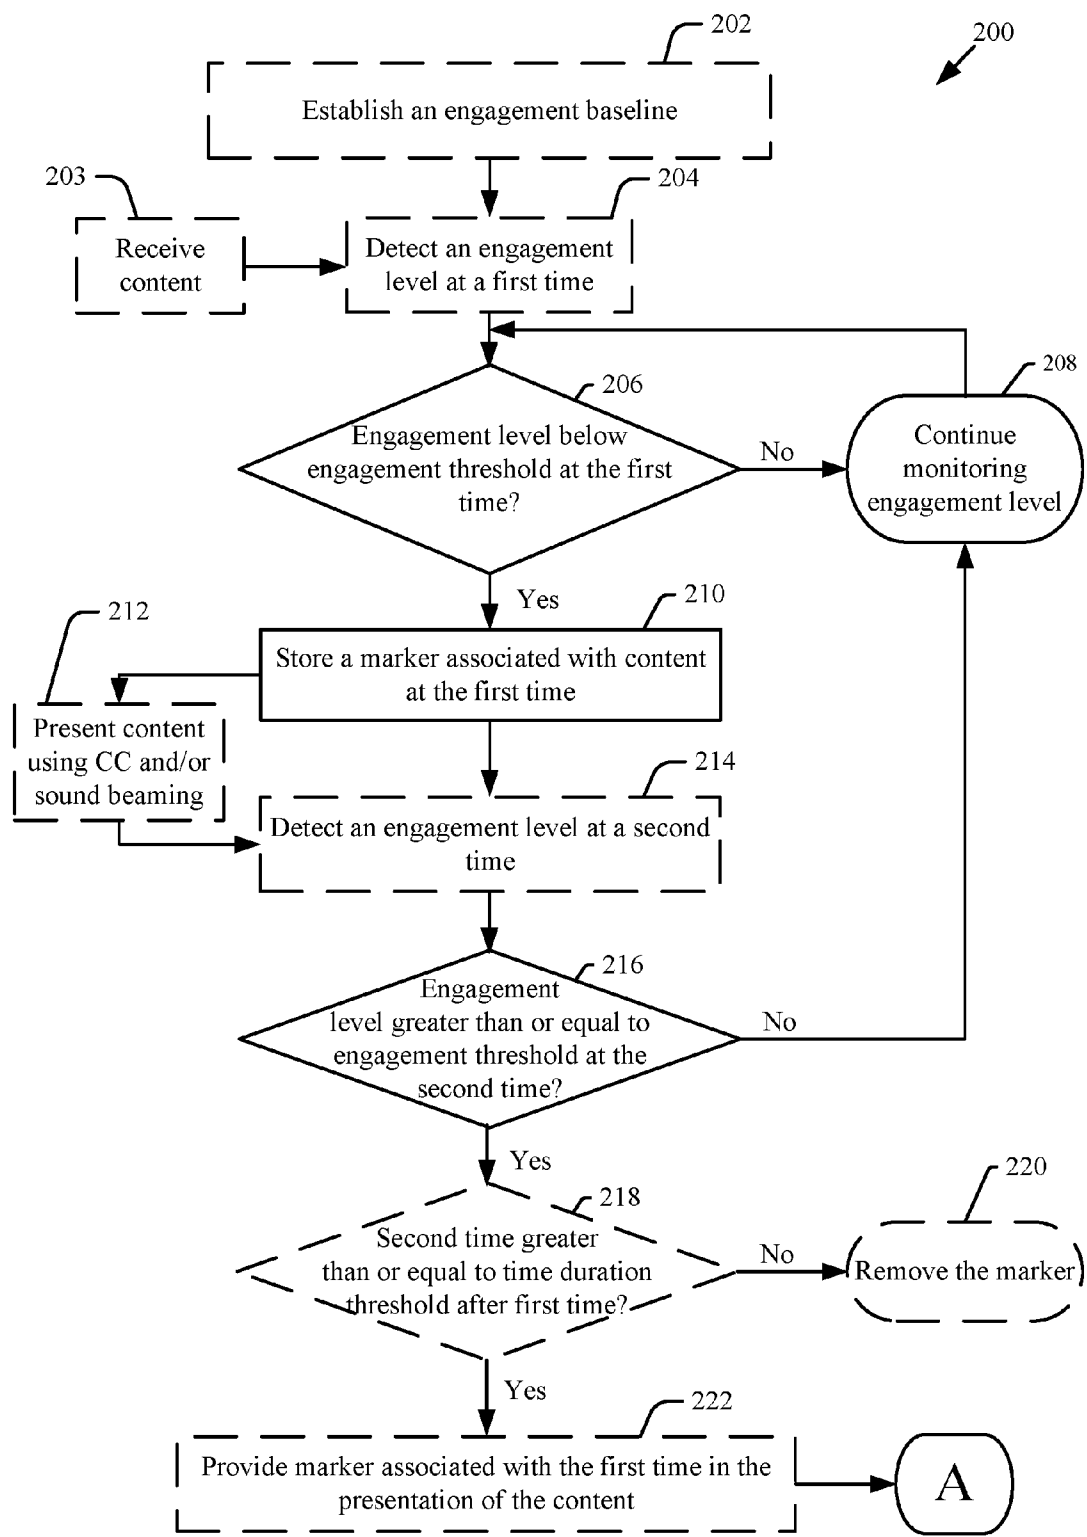 202
200
Establish an engagement baseline
203
204
Receive
content
Detect an engagement
level at a first time
206
208
Engagement level below
engagement threshold at the first
time?
No
Continue
monitoring
engagement level
Yes
210
212
Store a marker associated with content
at the first time
Present content
using CC and/or
sound beaming
214
Detect an engagement level at a second
time
216
Engagement
level greater than or equal to
engagement threshold at the
second time?
No
Yes
218
220
Second time greater
than or equal to time duration
threshold after first time?
No
Remove the marker
Yes
222
Provide marker associated with the first time in the
presentation of the content
A